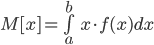 M[x] = ∫_a^b x · f(x)dx